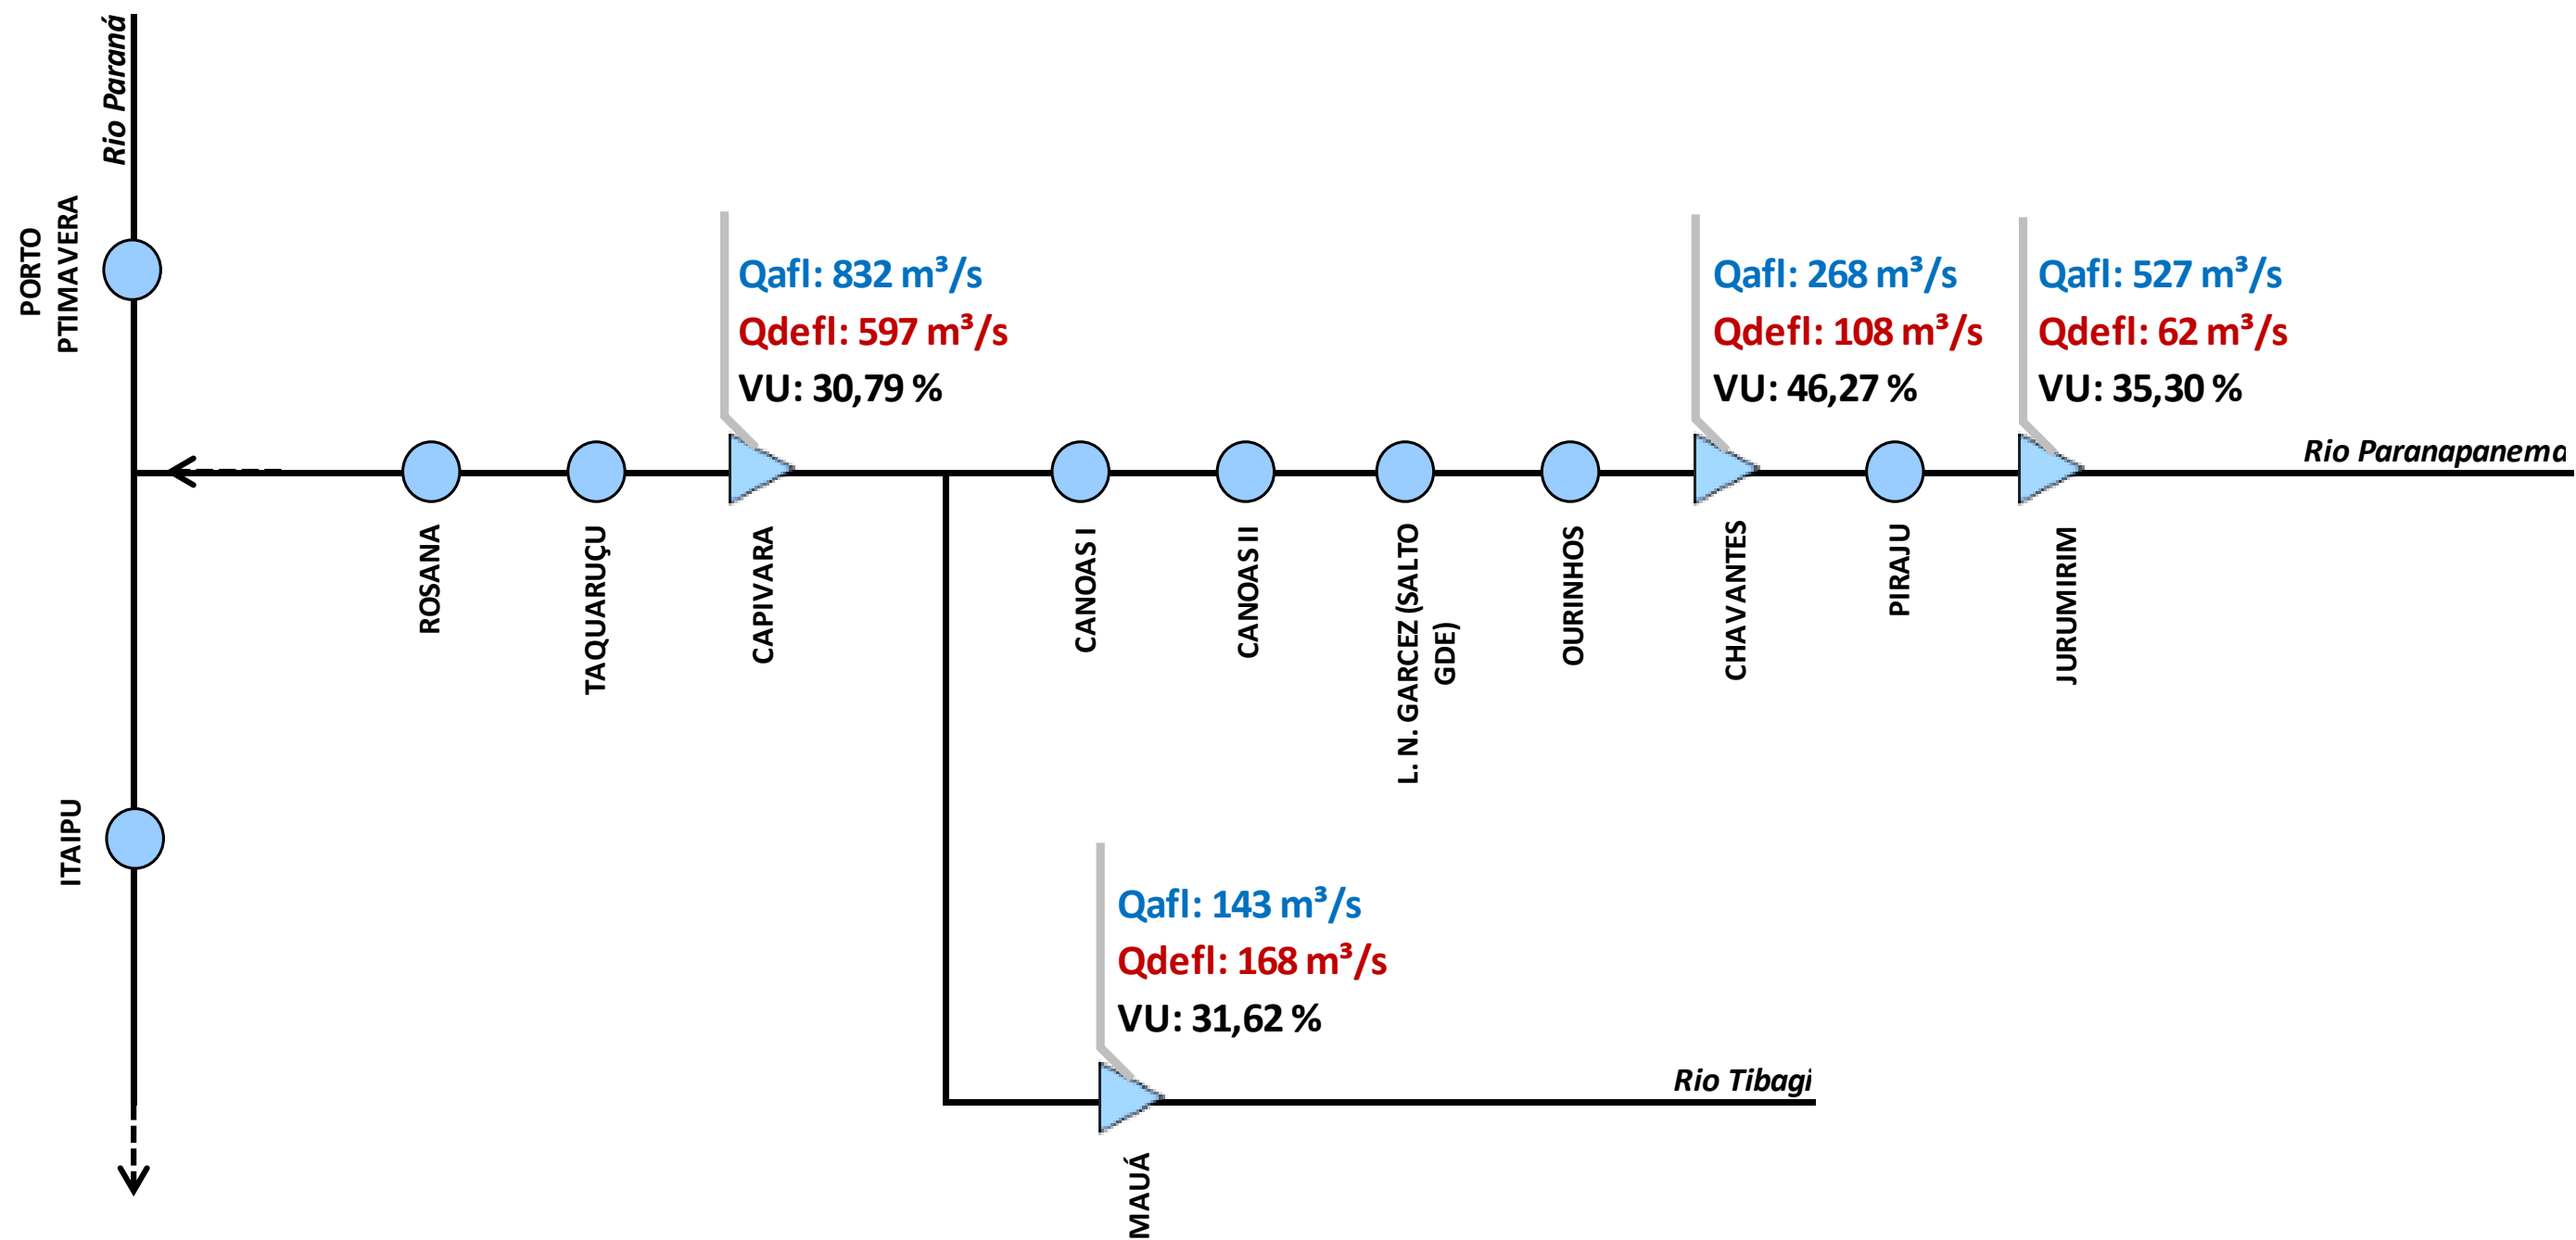 Rio Paraná
PORTO
PTIMAVERA
Qafl: 832 m³/s
Qdefl: 597 m³/s
VU: 30,79 %
Qafl: 268 m³/s
Qdefl: 108 m³/s
VU: 46,27 %
Qafl: 527 m³/s
Qdefl: 62 m³/s
VU: 35,30 %
Rio Paranapanema
ROSANA
TAQUARUÇU
CAPIVARA
CANOAS I
CANOAS II
L. N. GARCEZ (SALTO
GDE)
OURINHOS
CHAVANTES
PIRAJU
JURUMIRIM
ITAIPU
Qafl: 143 m³/s
Qdefl: 168 m³/s
VU: 31,62 %
Rio Tibagi
MAUÁ